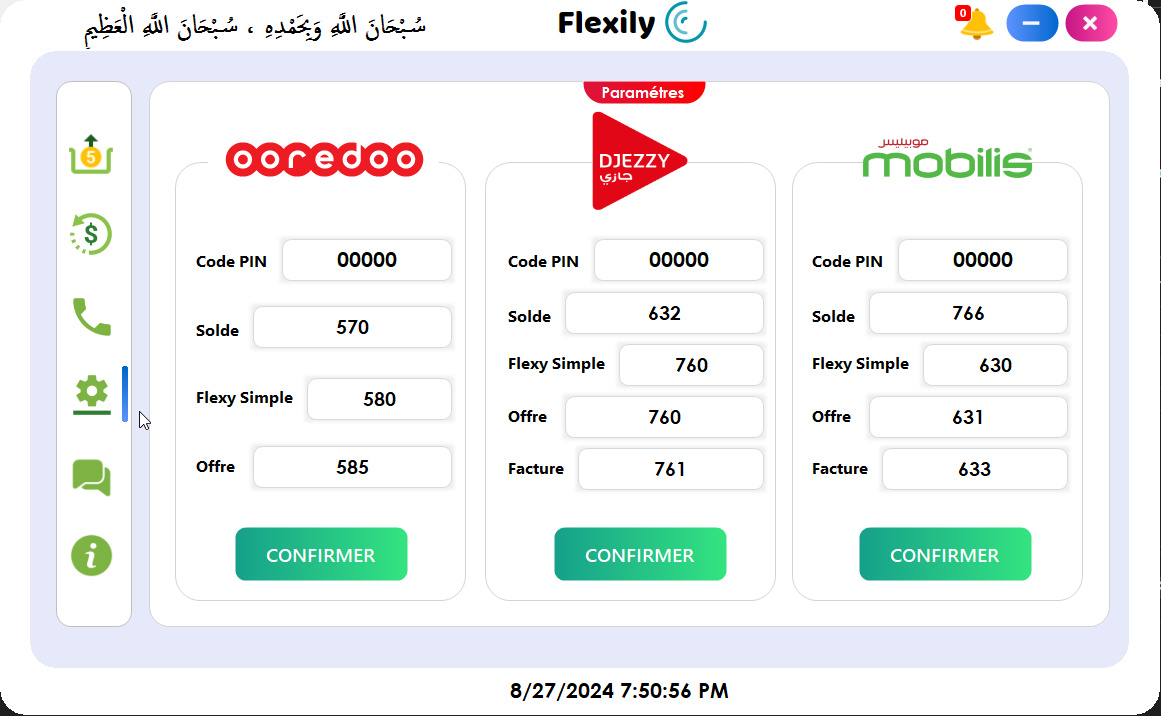 سُبْحَانَ اللَّهِ وَبِحَمْدِهِ ، سُبْحَانَ اللَّهِ الْعَظِيمِ
Flexily
0
Paramétres
ooredoo
Code PIN 00000
Solde 570
Flexy Simple 580
Offre 585
CONFIRMER
DJEZZY
جازي
Code PIN 00000
Solde 632
Flexy Simple 760
Offre 760
Facture 761
CONFIRMER
موبيليس
mobilis
Code PIN 00000
Solde 766
Flexy Simple 630
Offre 631
Facture 633
CONFIRMER
5
$
i
8/27/2024 7:50:56 PM